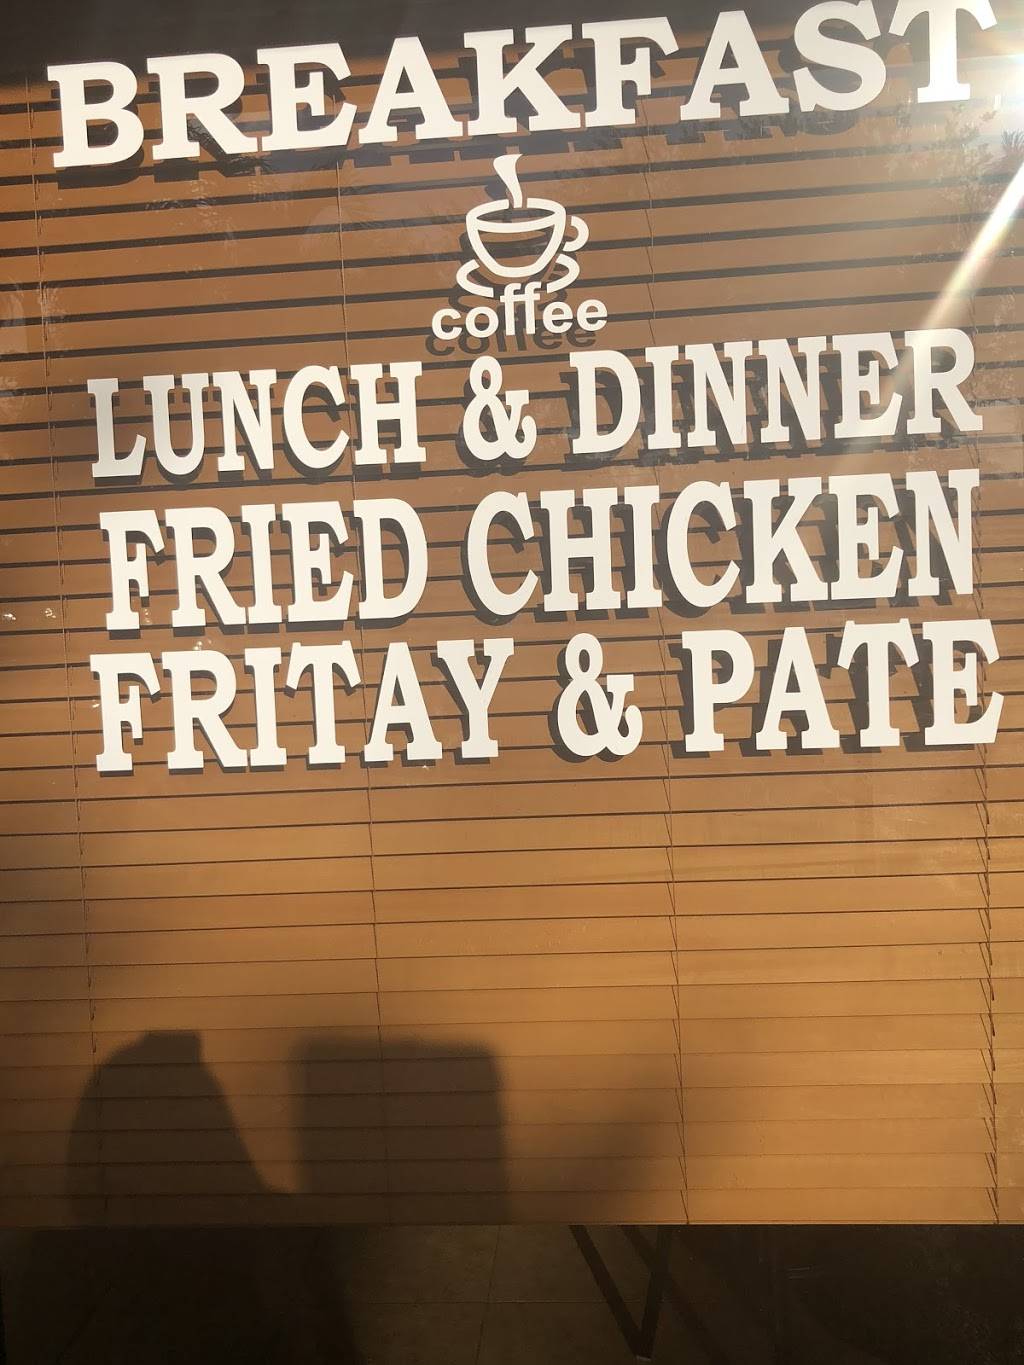 BREAKFAST
coffee
LUNCH & DINNER
FRIED CHICKEN
FRITAY & PATE